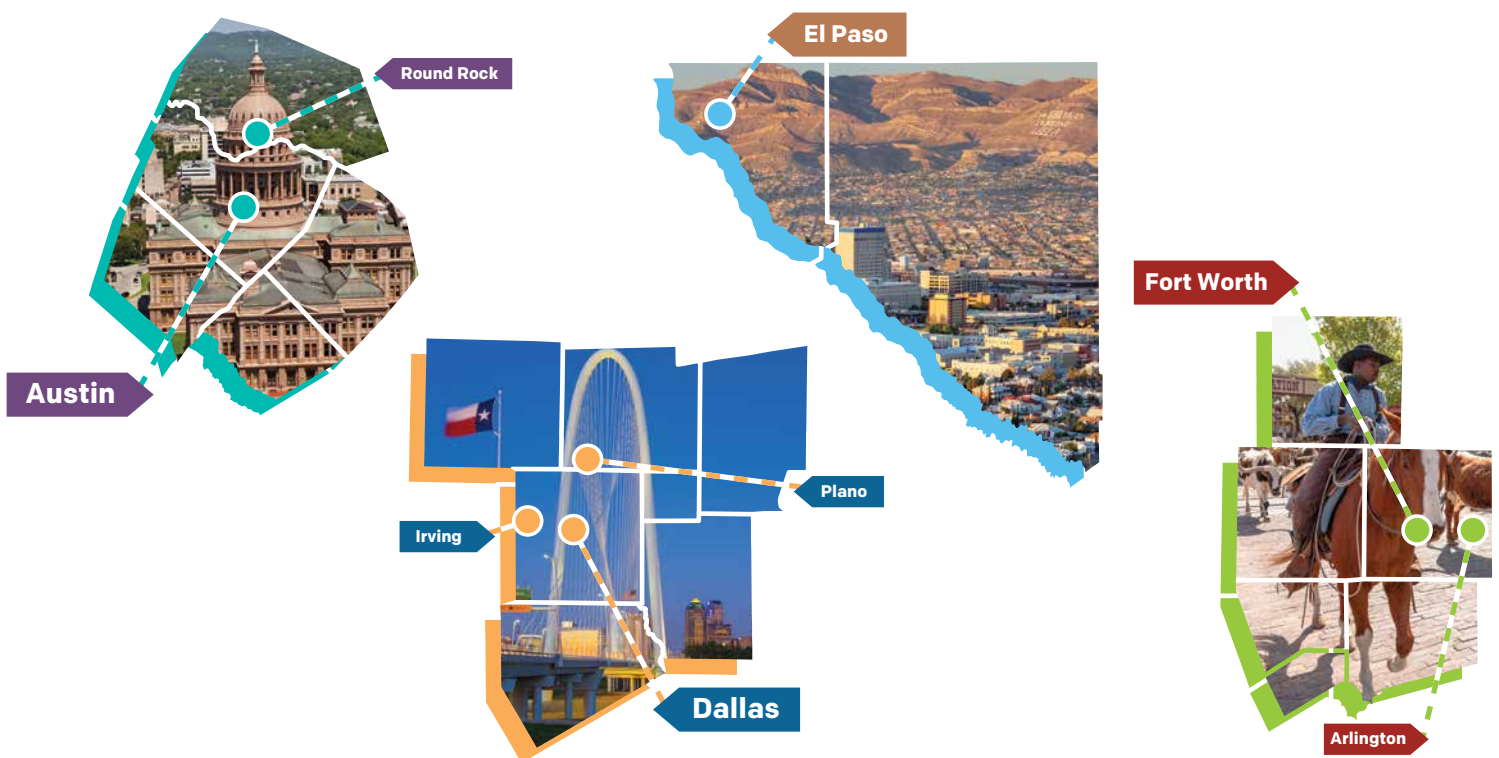 El Paso
Round Rock
Fort Worth
Austin
Plano
Irving
Dallas
Arlington